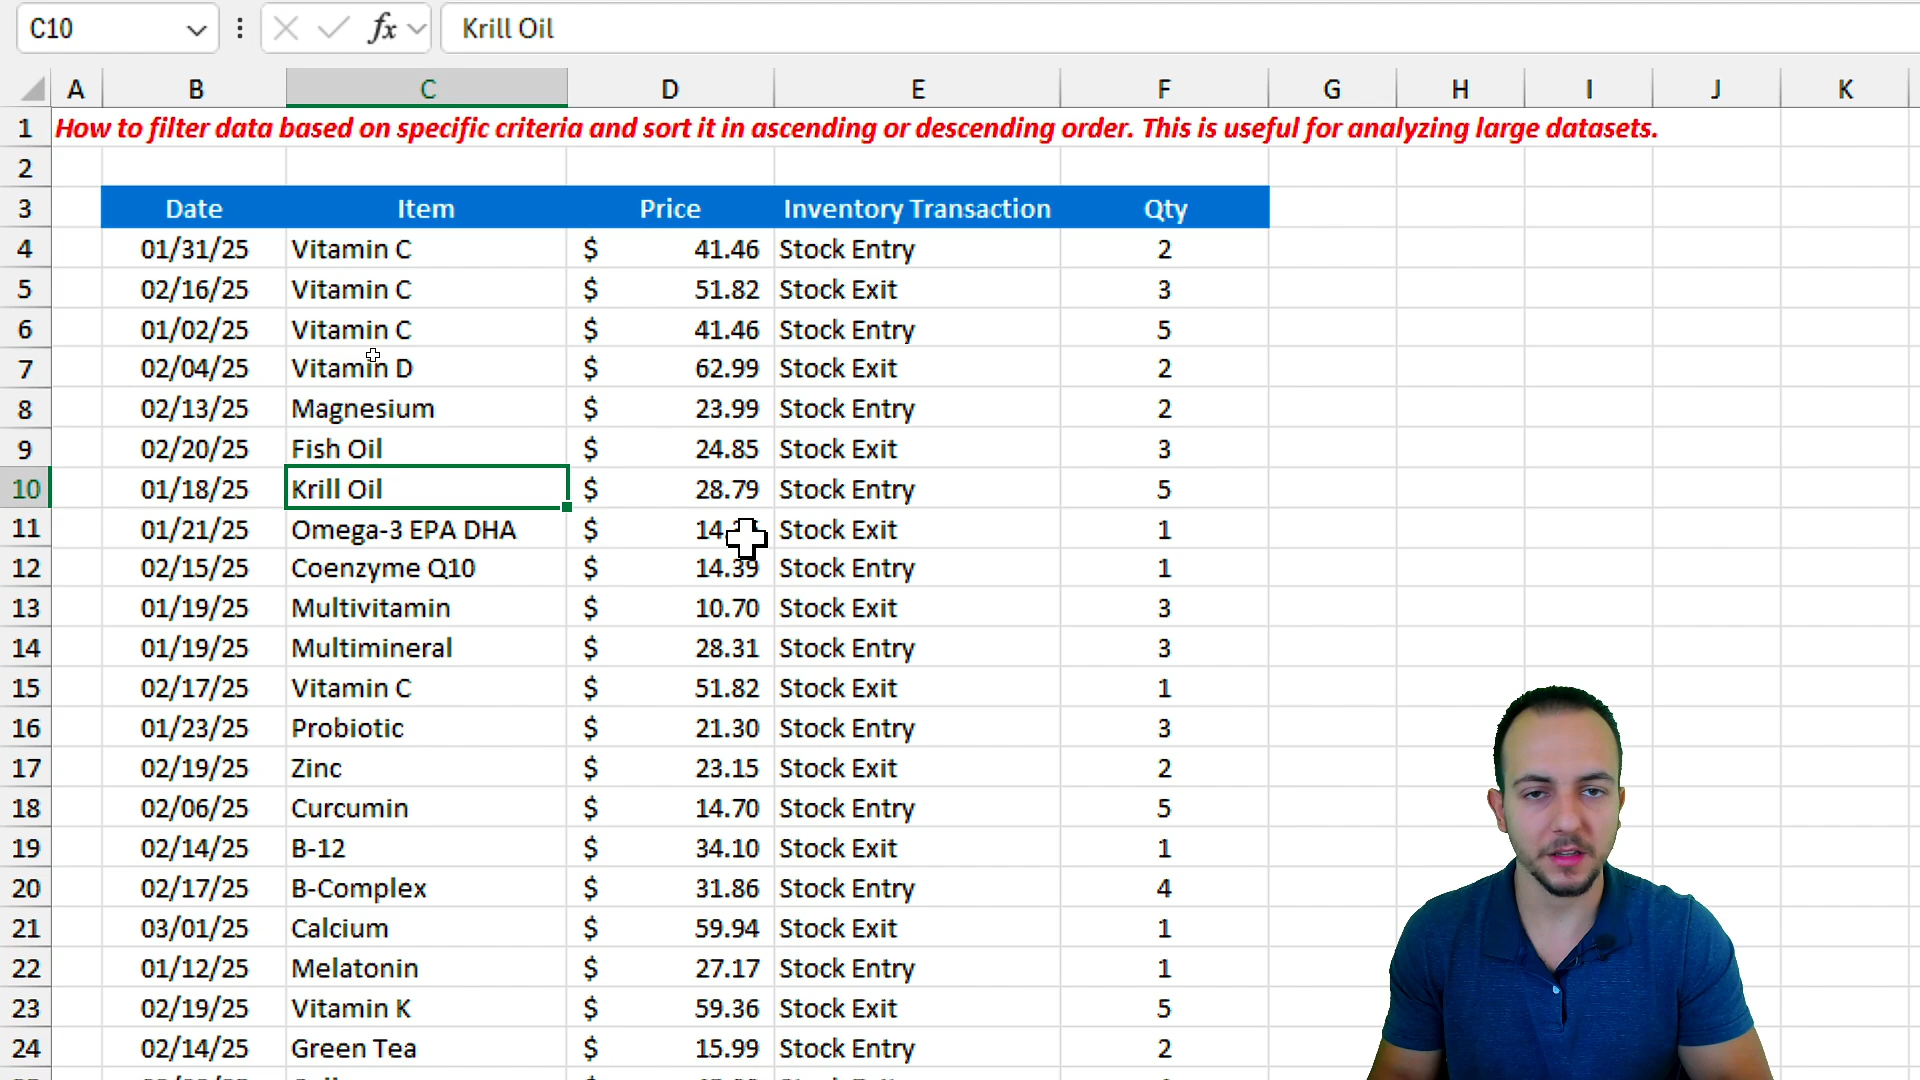 C10 fx Krill Oil
A B C D E F G H I J K
1 How to filter data based on specific criteria and sort it in ascending or descending order. This is useful for analyzing large datasets.
2
3 Date Item Price Inventory Transaction Qty
4 01/31/25 Vitamin C $ 41.46 Stock Entry 2
5 02/16/25 Vitamin C $ 51.82 Stock Exit 3
6 01/02/25 Vitamin C $ 41.46 Stock Entry 5
7 02/04/25 Vitamin D $ 62.99 Stock Exit 2
8 02/13/25 Magnesium $ 23.99 Stock Entry 2
9 02/20/25 Fish Oil $ 24.85 Stock Exit 3
10 01/18/25 Krill Oil $ 28.79 Stock Entry 5
11 01/21/25 Omega-3 EPA DHA $ Stock Exit 1
12 02/15/25 Coenzyme Q10 $ 14.39 Stock Entry 1
13 01/19/25 Multivitamin $ 10.70 Stock Exit 3
14 01/19/25 Multimineral $ 28.31 Stock Entry 3
15 02/17/25 Vitamin C $ 51.82 Stock Exit 1
16 01/23/25 Probiotic $ 21.30 Stock Entry 3
17 02/19/25 Zinc $ 23.15 Stock Exit 2
18 02/06/25 Curcumin $ 14.70 Stock Entry 5
19 02/14/25 B-12 $ 34.10 Stock Exit 1
20 02/17/25 B-Complex $ 31.86 Stock Entry 4
21 03/01/25 Calcium $ 59.94 Stock Exit 1
22 01/12/25 Melatonin $ 27.17 Stock Entry 1
23 02/19/25 Vitamin K $ 59.36 Stock Exit 5
24 02/14/25 Green Tea $ 15.99 Stock Entry 2